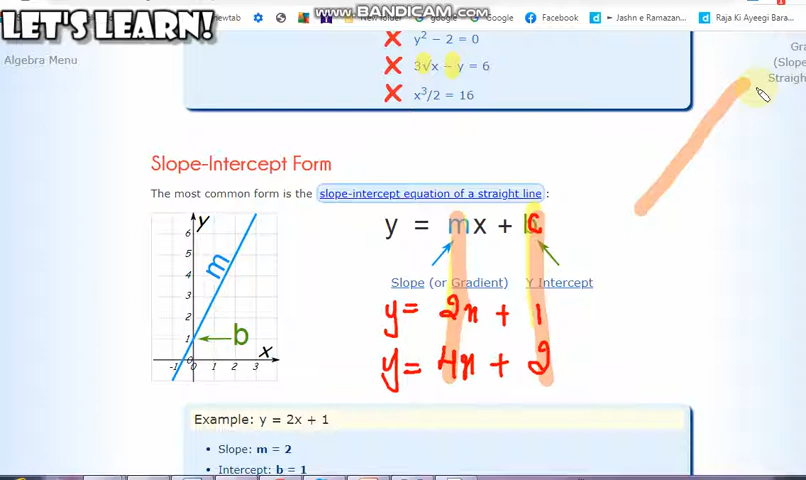 www.BANDICAM.com
LET'S LEARN!
newtab
New folder
google
Google
Facebook
Jashn e Ramazan...
Raja Ki Ayeegi Bara...
Algebra Menu
y² − 2 = 0
3√x − y = 6
x³/2 = 16
Gra
(Slope
Straigh
Slope-Intercept Form
The most common form is the slope-intercept equation of a straight line :
y = mx + c
Slope (or Gradient) Y Intercept
y = 2x + 1
y = 4x + 2
y
6
5
4
3
2
1
0
-1 0 1 2 3
x
m
b
Example: y = 2x + 1
• Slope: m = 2
• Intercept: b = 1